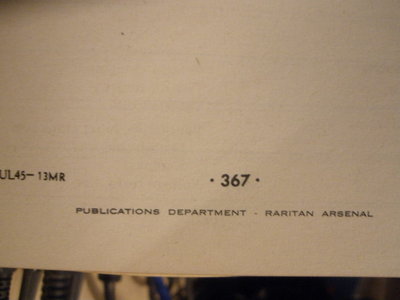 UL45-13MR
· 367 ·
PUBLICATIONS DEPARTMENT - RARITAN ARSENAL